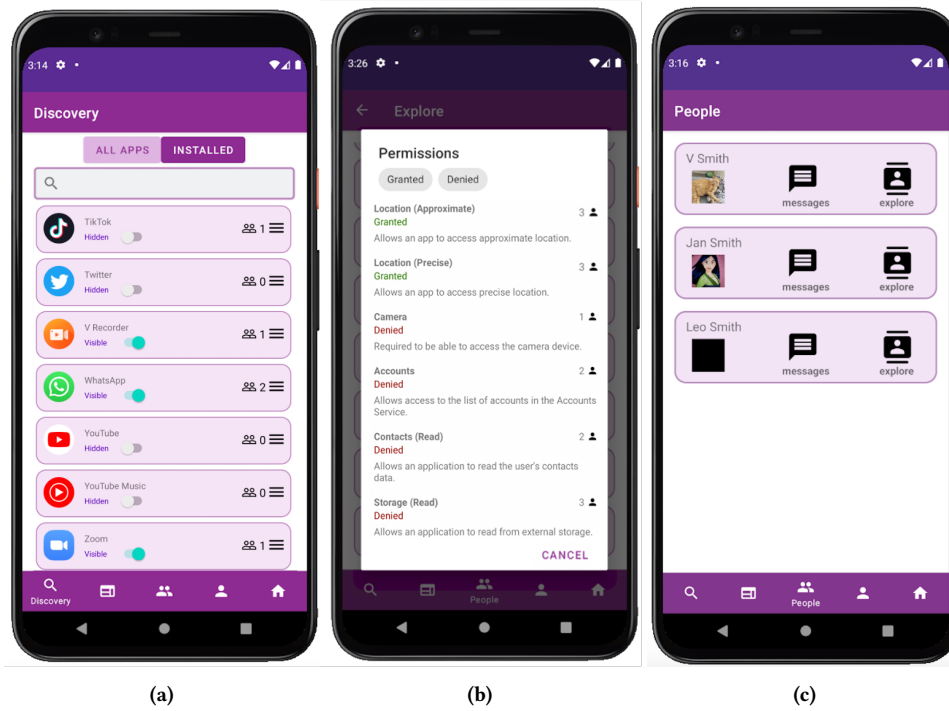 3:14
Discovery
ALL APPS INSTALLED
TikTok
Hidden
1
Twitter
Hidden
0
V Recorder
Visible
1
WhatsApp
Visible
2
YouTube
Hidden
0
YouTube Music
Hidden
0
Zoom
Visible
1
Discovery
(a)
3:26
Explore
Permissions
Granted Denied
Location (Approximate) 3
Granted
Allows an app to access approximate location.
Location (Precise) 3
Granted
Allows an app to access precise location.
Camera 1
Denied
Required to be able to access the camera device.
Accounts 2
Denied
Allows access to the list of accounts in the Accounts
Service.
Contacts (Read) 2
Denied
Allows an application to read the user's contacts
data.
Storage (Read) 3
Denied
Allows an application to read from external storage.
CANCEL
People
(b)
3:16
People
V Smith
messages explore
Jan Smith
messages explore
Leo Smith
messages explore
People
(c)